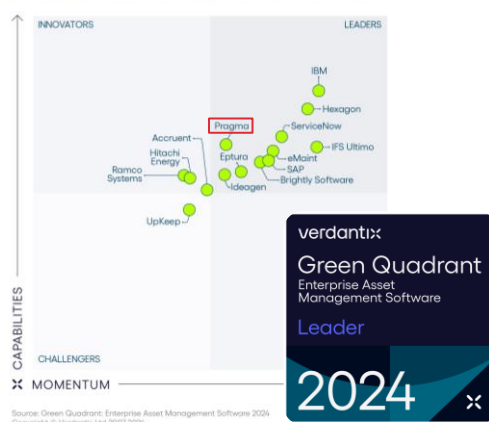 INNOVATORS
LEADERS
IBM
Hexagon
Pragma
ServiceNow
Accruent
IFS Ultimo
Hitachi
Energy
Eptura
eMaint
Ramco
Systems
SAP
Brightly Software
Ideagen
UpKeep
CAPABILITIES
verdantix
Green Quadrant
Enterprise Asset
Management Software
Leader
2024
CHALLENGERS
MOMENTUM
Source: Green Quadrant: Enterprise Asset Management Software 2024